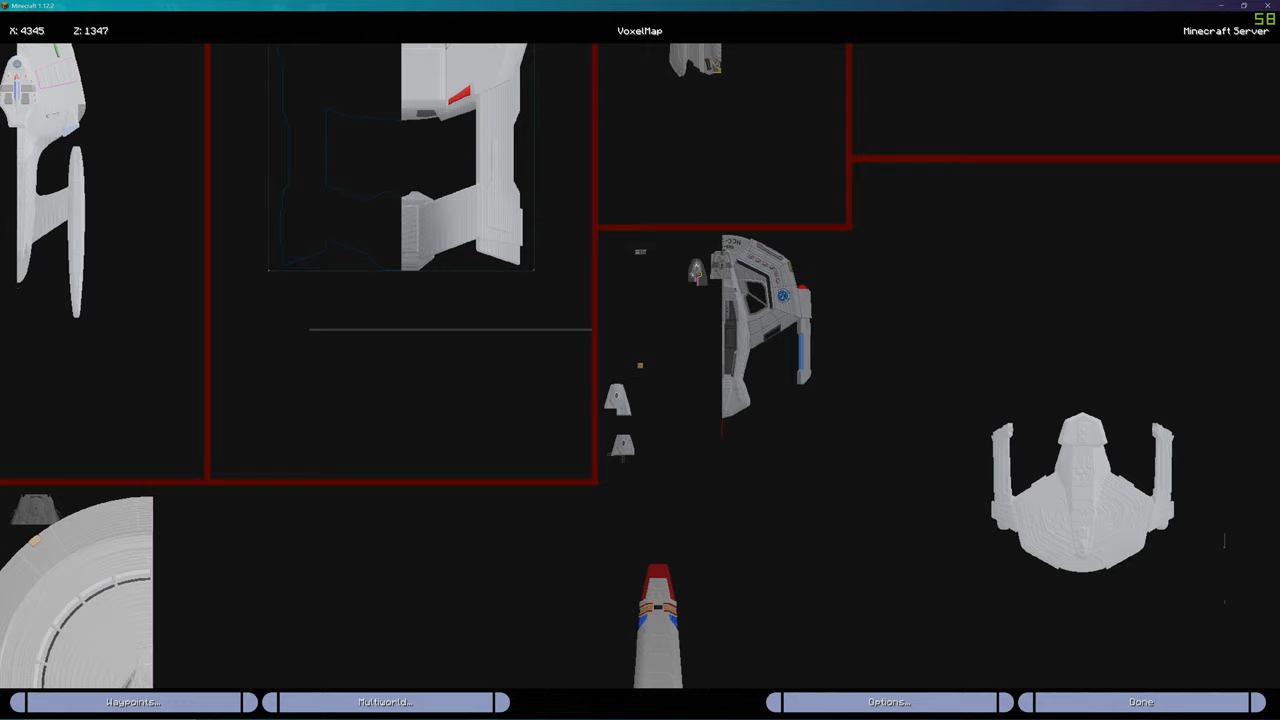 Minecraft 1.12.2
58
X: 4345
Z: 1347
VoxelMap
Minecraft Server
Waypoints...
Multiworld...
Options...
Done